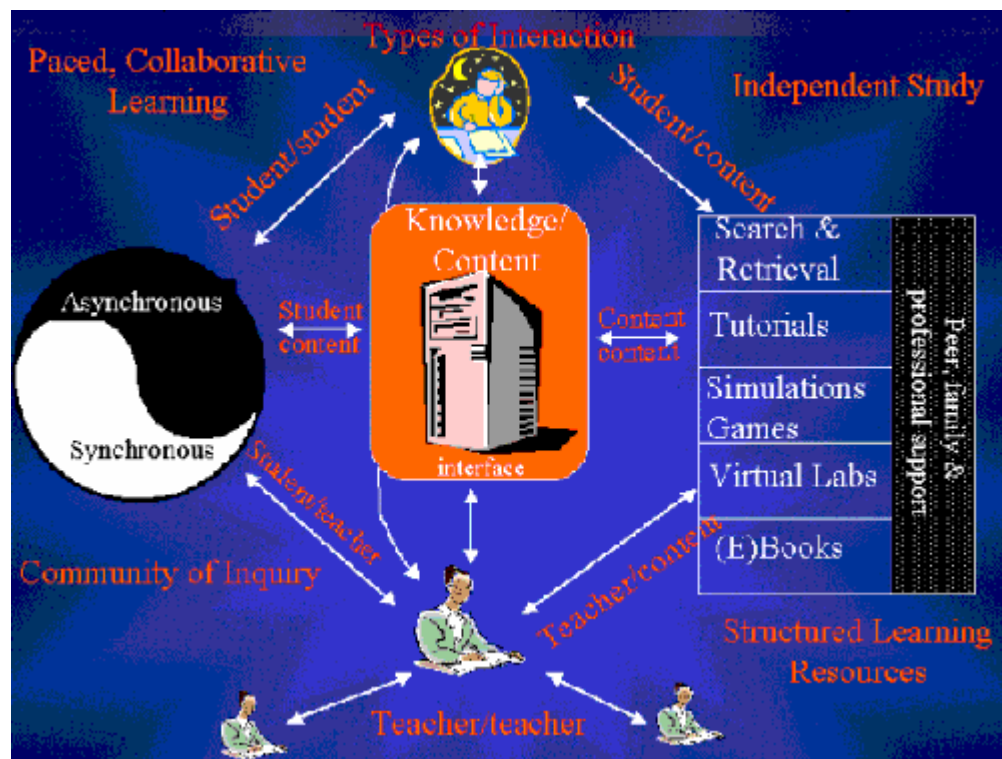 Types of Interaction
Paced, Collaborative
Learning
Independent Study
Student/student
Student/content
Knowledge/
Content
interface
Asynchronous
Synchronous
Student
content
Content
content
Search &
Retrieval
Tutorials
Simulations
Games
Virtual Labs
(E)Books
Peer, family &
professional support
Student/teacher
Teacher/content
Community of Inquiry
Structured Learning
Resources
Teacher/teacher